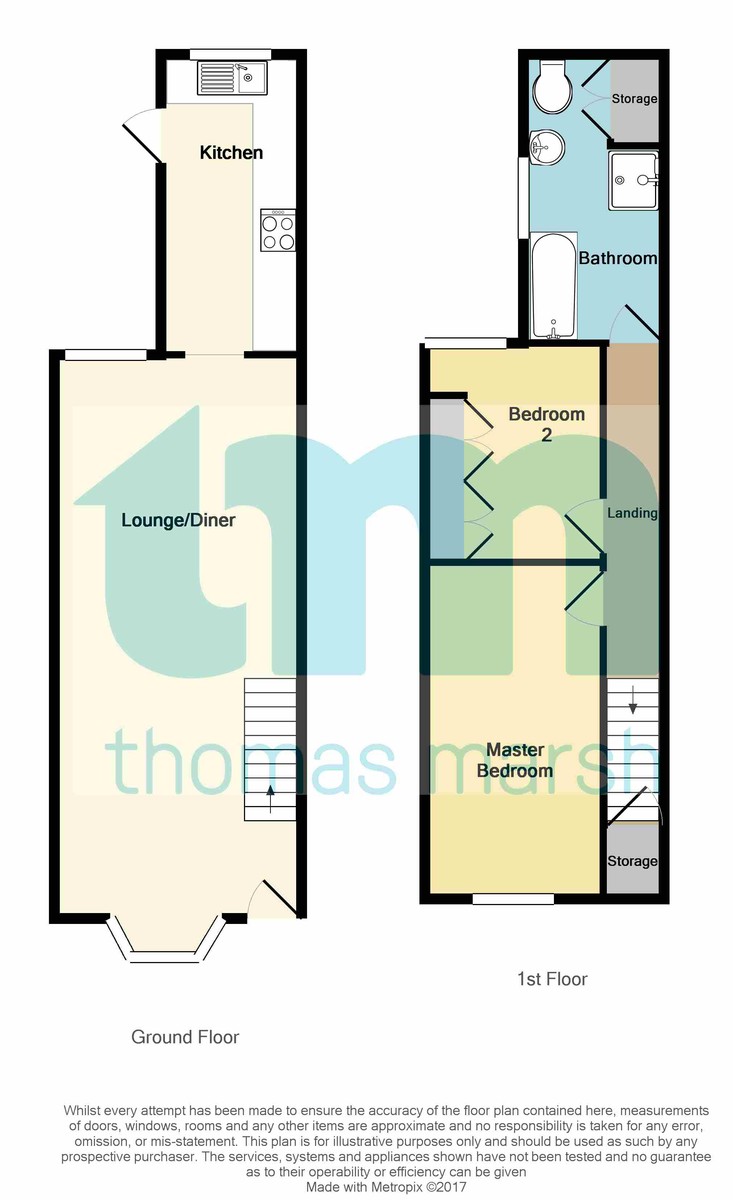 Kitchen
Lounge/Diner
Ground Floor
Storage
Bathroom
Bedroom
2
Landing
Master
Bedroom
Storage
1st Floor
tm
thomas marsh
Whilst every attempt has been made to ensure the accuracy of the floor plan contained here, measurements
of doors, windows, rooms and any other items are approximate and no responsibility is taken for any error,
omission, or mis-statement. This plan is for illustrative purposes only and should be used as such by any
prospective purchaser. The services, systems and appliances shown have not been tested and no guarantee
as to their operability or efficiency can be given
Made with Metropix ©2017